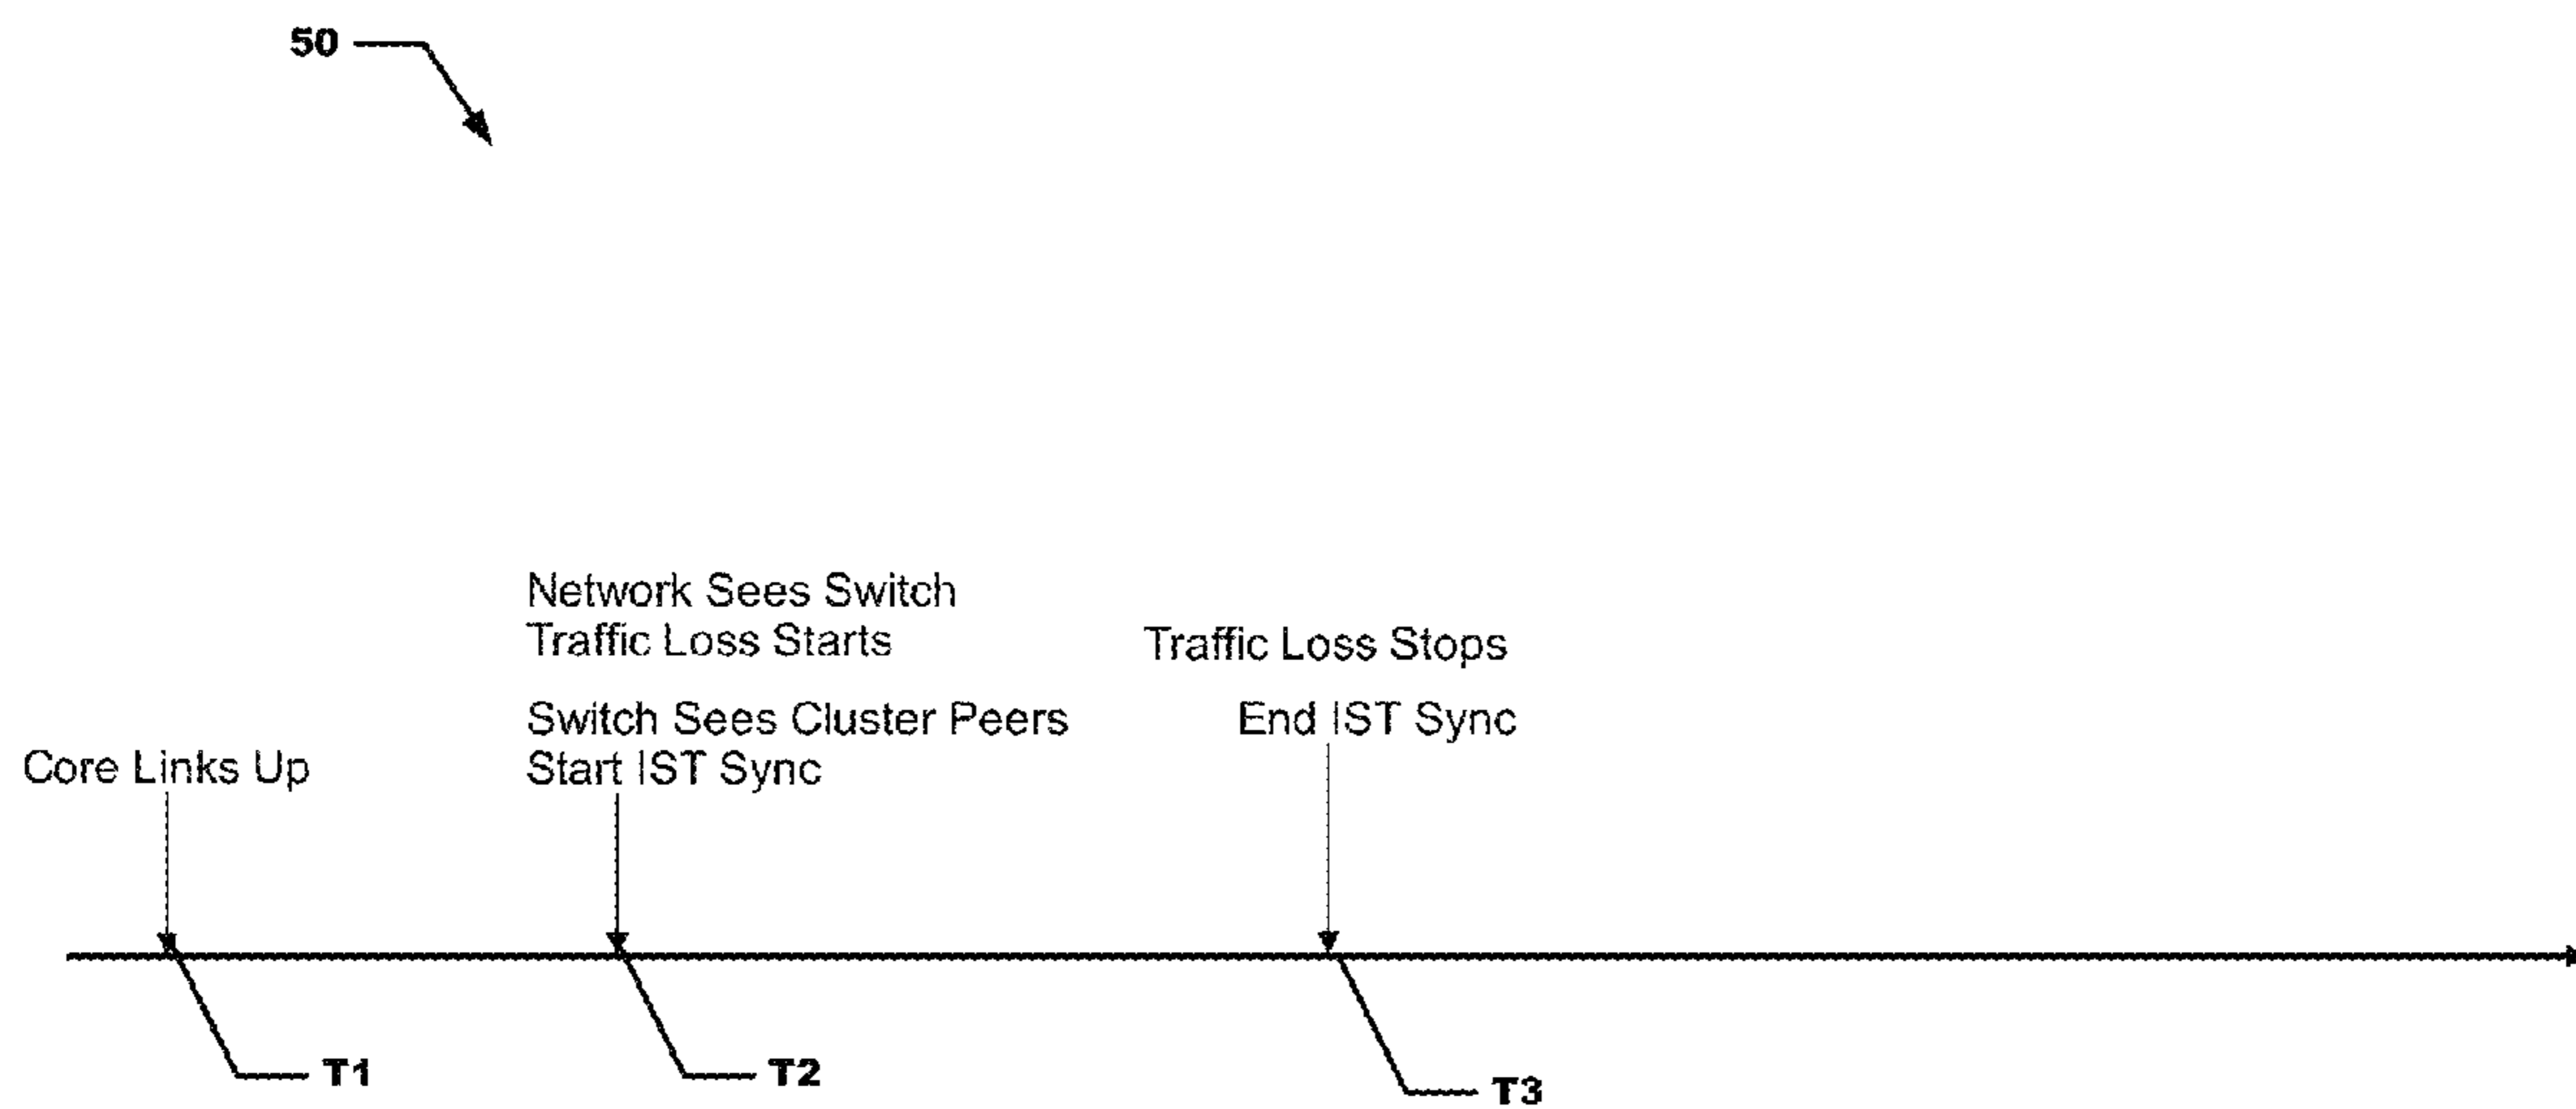 50
Network Sees Switch
Traffic Loss Starts
Traffic Loss Stops
Switch Sees Cluster Peers
Start IST Sync
End IST Sync
Core Links Up
T1
T2
T3